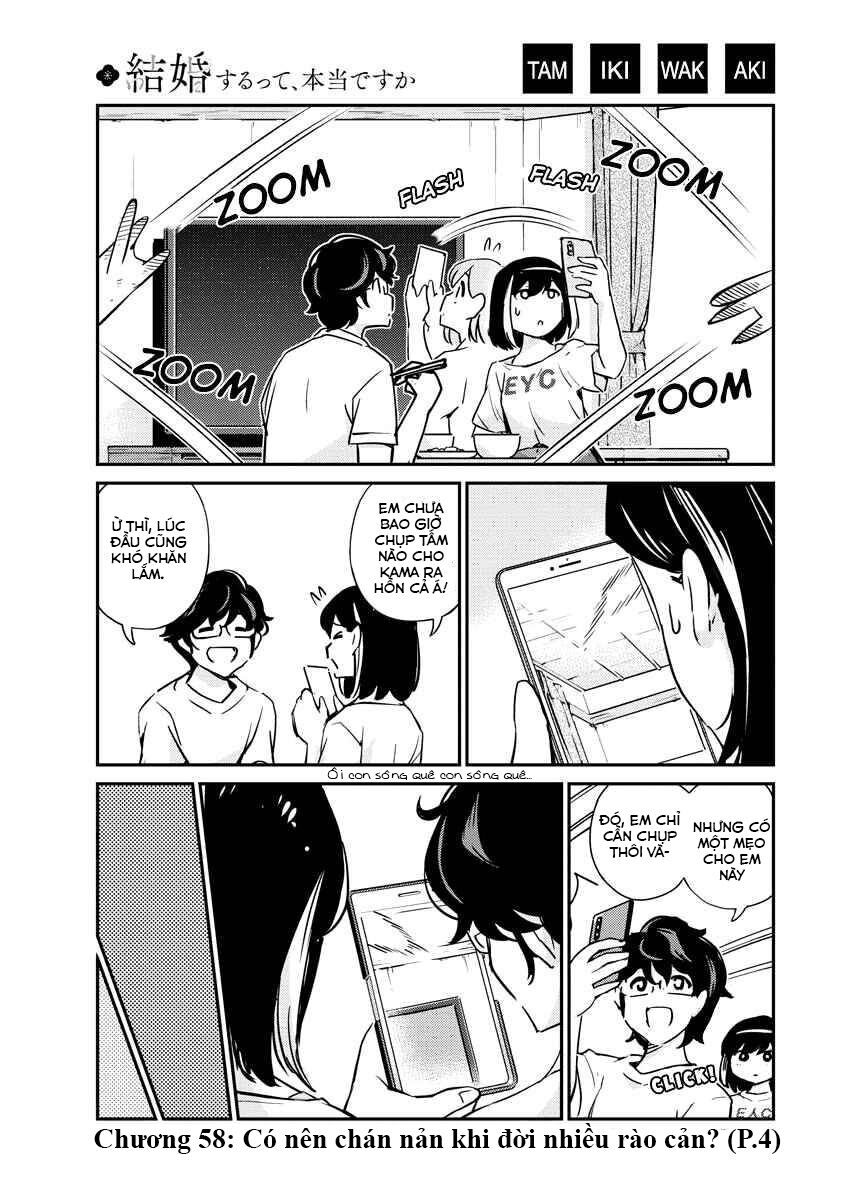 結婚するって、本当ですか
TAM IKI WAK AKI
ZOOM
FLASH
FLASH
ZOOM
ZOOM
ZOOM
EYC
EM CHƯA
BAO GIỜ
CHỤP TẤM
NÀO CHO
KAMA RA
HỒN CẢ Á!
Ừ THÌ, LÚC
ĐẦU CŨNG
KHÓ KHĂN
LẮM.
Ôi con sông quê con sông quê...
NHƯNG CÓ
MỘT MẸO
CHO EM
NÀY
ĐÓ, EM CHỈ
CẦN CHỤP
THÔI VÀ-
CLICK!
EYC
Chương 58: Có nên chán nản khi đời nhiều rào cản? (P.4)